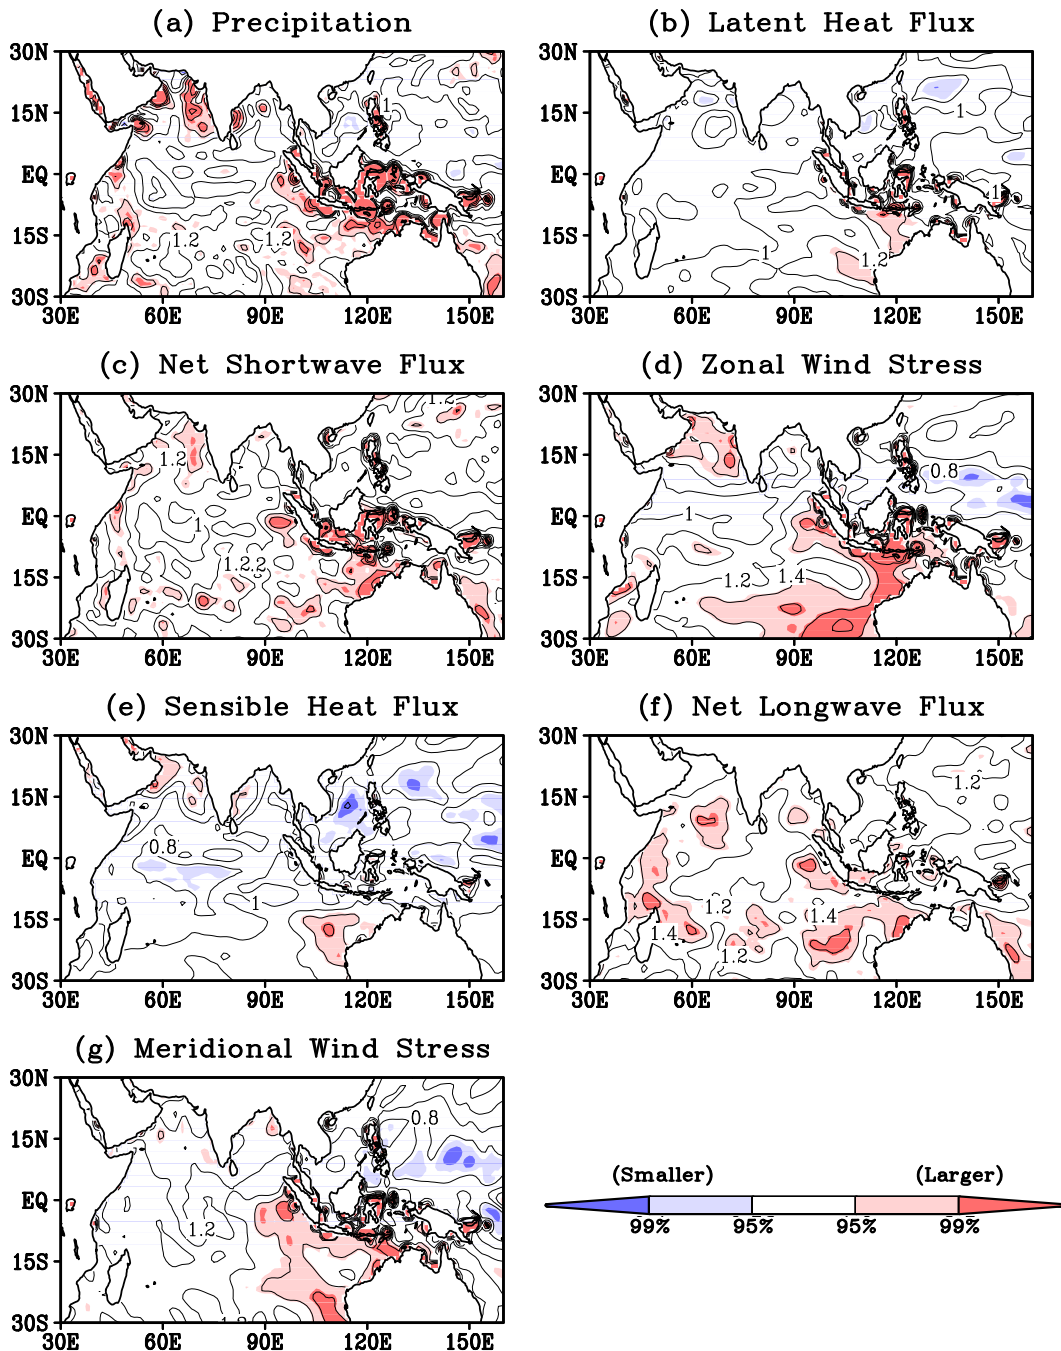 (a) Precipitation
(b) Latent Heat Flux
30N
15N
EQ
15S
30S
30E
60E
90E
120E
150E
1
1.2
1.2
30N
15N
EQ
15S
30S
30E
60E
90E
120E
150E
1
1
1
1.2
(c) Net Shortwave Flux
(d) Zonal Wind Stress
30N
15N
EQ
15S
30S
30E
60E
90E
120E
150E
1.2
1.2
1
1.2
30N
15N
EQ
15S
30S
30E
60E
90E
120E
150E
0.8
1
1.2
1.4
(e) Sensible Heat Flux
(f) Net Longwave Flux
30N
15N
EQ
15S
30S
30E
60E
90E
120E
150E
0.8
1
30N
15N
EQ
15S
30S
30E
60E
90E
120E
150E
1.2
1.2
1.4
1.4
1.2
(g) Meridional Wind Stress
30N
15N
EQ
15S
30S
30E
60E
90E
120E
150E
0.8
1.2
1
(Smaller)
(Larger)
99%
95%
95%
99%